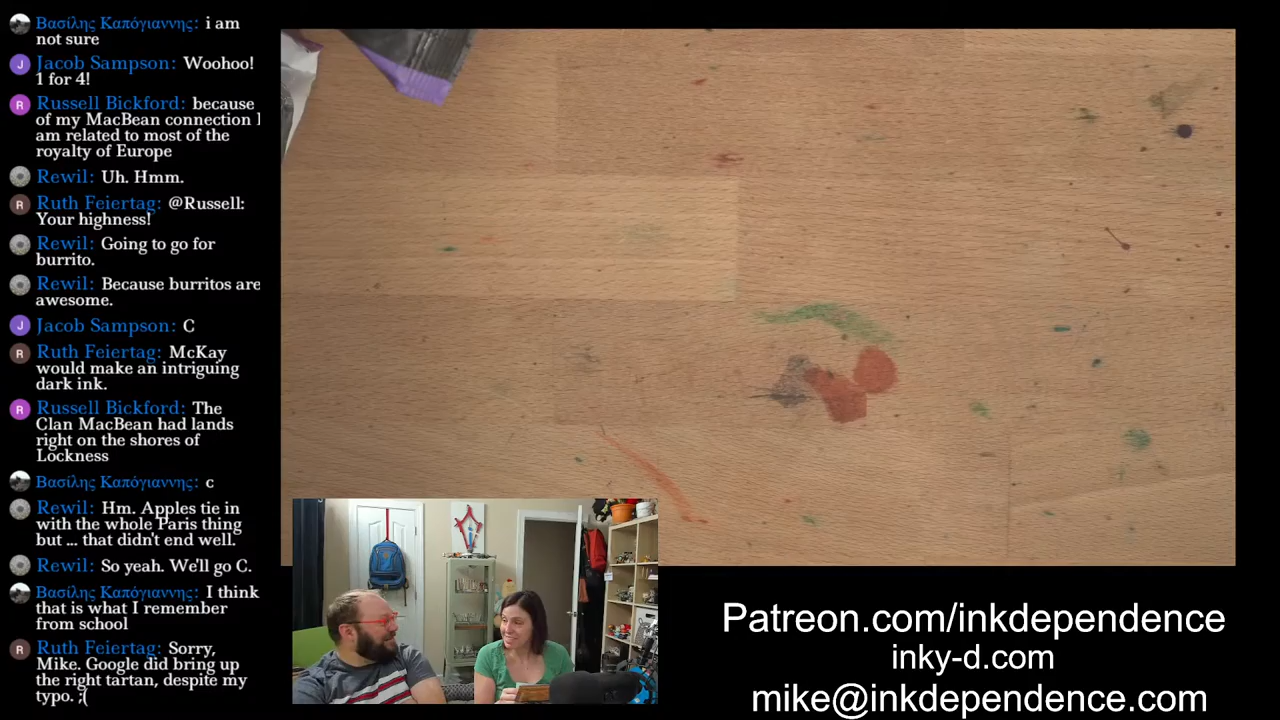 Βασίλης Καπόγιαννης: i am
not sure
Jacob Sampson: Woohoo!
1 for 4!
Russell Bickford: because
of my MacBean connection I
am related to most of the
royalty of Europe
Rewil: Uh. Hmm.
Ruth Feiertag: @Russell:
Your highness!
Rewil: Going to go for
burrito.
Rewil: Because burritos are
awesome.
Jacob Sampson: C
Ruth Feiertag: McKay
would make an intriguing
dark ink.
Russell Bickford: The
Clan MacBean had lands
right on the shores of
Lockness
Βασίλης Καπόγιαννης: c
Rewil: Hm. Apples tie in
with the whole Paris thing
but ... that didn't end well.
Rewil: So yeah. We'll go C.
Βασίλης Καπόγιαννης: I think
that is what I remember
from school
Ruth Feiertag: Sorry,
Mike. Google did bring up
the right tartan, despite my
typo. ;(
Patreon.com/inkdependence
inky-d.com
mike@inkdependence.com